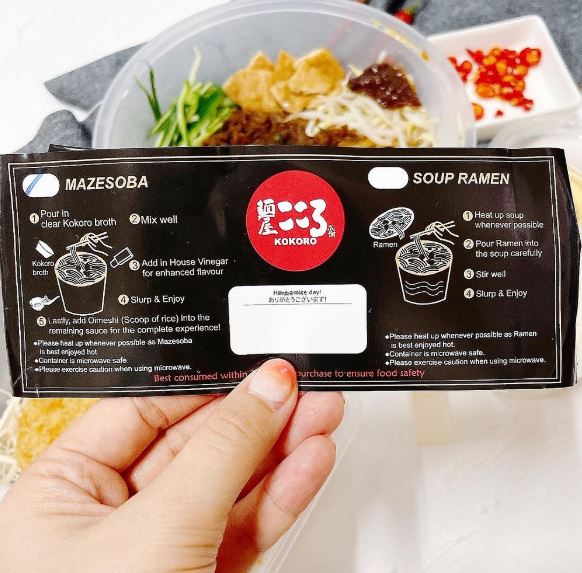 MAZESOBA
1 Pour in
clear Kokoro broth
2 Mix well
Kokoro
broth
3 Add in House Vinegar
for enhanced flavour
4 Slurp & Enjoy
5 Lastly, add Oimeshi (Scoop of rice) into the
remaining sauce for the complete experience!
•Please heat up whenever possible as Mazesoba
is best enjoyed hot.
•Container is microwave safe.
•Please exercise caution when using microwave.
麺屋
こころ
KOKORO
day!
ありがとうございます!
SOUP RAMEN
Ramen
1 Heat up soup
whenever possible
2 Pour Ramen into
the soup carefully
3 Stir well
4 Slurp & Enjoy
•Please heat up whenever possible as Ramen
is best enjoyed hot.
•Container is microwave safe.
•Please exercise caution when using microwave.
Best consumed within purchase to ensure food safety